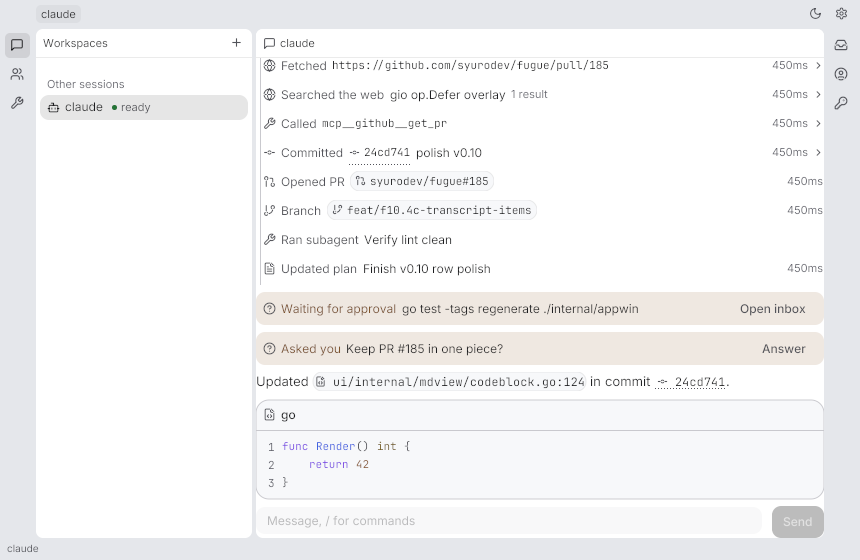 claude
Workspaces +
claude
Other sessions
claude ready
Fetched https://github.com/syurodev/fugue/pull/185 450ms
Searched the web gio op.Defer overlay 1 result 450ms
Called mcp__github__get_pr 450ms
Committed 24cd741 polish v0.10 450ms
Opened PR syurodev/fugue#185 450ms
Branch feat/f10.4c-transcript-items 450ms
Ran subagent Verify lint clean
Updated plan Finish v0.10 row polish 450ms
Waiting for approval go test -tags regenerate ./internal/appwin Open inbox
Asked you Keep PR #185 in one piece? Answer
Updated ui/internal/mdview/codeblock.go:124 in commit 24cd741.
go
1 func Render() int {
2     return 42
3 }
Message, / for commands Send
claude